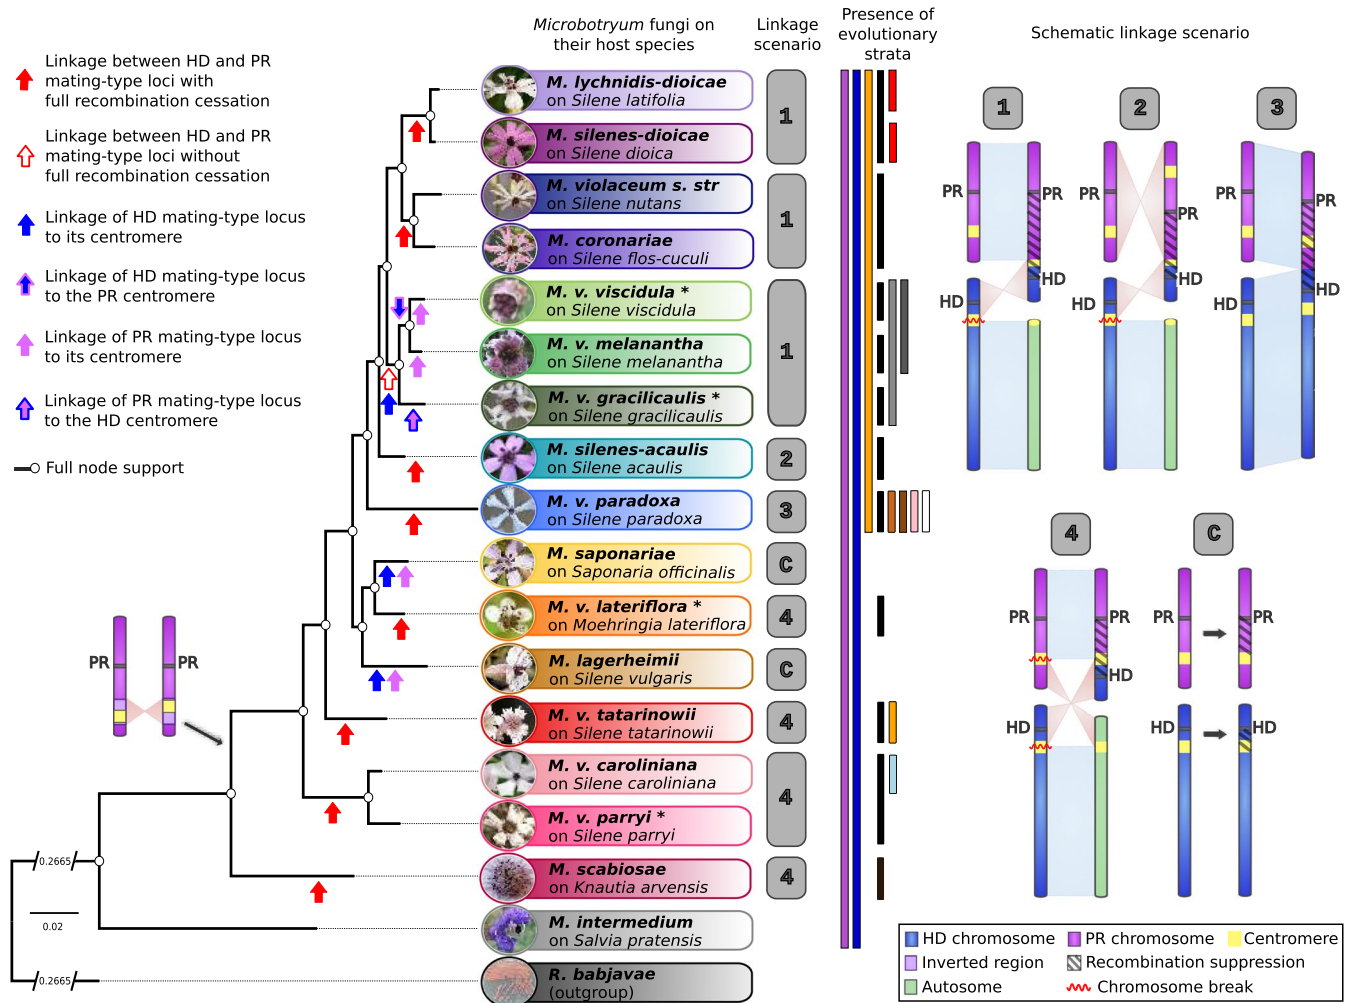 Microbotryum fungi on
their host species
Linkage
scenario
Presence of
evolutionary
strata
Schematic linkage scenario
Linkage between HD and PR
mating-type loci with
full recombination cessation
Linkage between HD and PR
mating-type loci without
full recombination cessation
Linkage of HD mating-type locus
to its centromere
Linkage of HD mating-type locus
to the PR centromere
Linkage of PR mating-type locus
to its centromere
Linkage of PR mating-type locus
to the HD centromere
Full node support
M. lychnidis-dioicae
on Silene latifolia
M. silenes-dioicae
on Silene dioica
1
M. violaceum s. str
on Silene nutans
M. coronariae
on Silene flos-cuculi
1
M. v. viscidula *
on Silene viscidula
M. v. melanantha
on Silene melanantha
M. v. gracilicaulis *
on Silene gracilicaulis
1
M. silenes-acaulis
on Silene acaulis
2
M. v. paradoxa
on Silene paradoxa
3
M. saponariae
on Saponaria officinalis
C
M. v. lateriflora *
on Moehringia lateriflora
4
M. lagerheimii
on Silene vulgaris
C
M. v. tatarinowii
on Silene tatarinowii
4
M. v. caroliniana
on Silene caroliniana
M. v. parryi *
on Silene parryi
4
M. scabiosae
on Knautia arvensis
4
M. intermedium
on Salvia pratensis
R. babjavae
(outgroup)
PR
PR
0.2665
0.02
0.2665
1
2
3
PR
PR
HD
HD
PR
HD
HD
PR
PR
HD
HD
4
C
PR
PR
HD
HD
PR
PR
HD
HD
HD chromosome
PR chromosome
Centromere
Inverted region
Recombination suppression
Autosome
Chromosome break